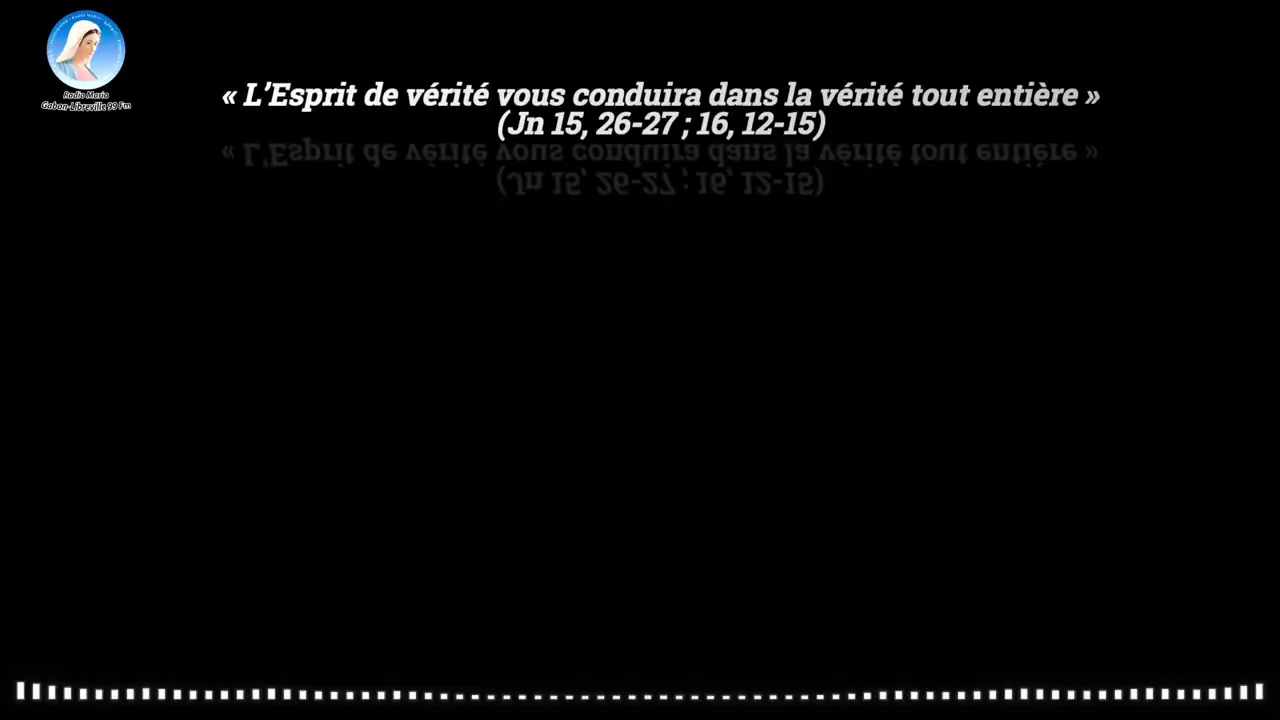 Radio Maria
Gabon-Libreville 99 Fm
« L’Esprit de vérité vous conduira dans la vérité tout entière »
(Jn 15, 26-27 ; 16, 12-15)